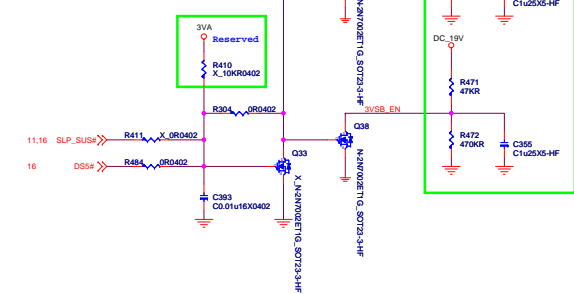 C1u25X5-HF
N-2N7002ET1G_SOT23-3-HF
3VA
Reserved
DC_19V
R410
X_10KR0402
R471
47KR
R304
0R0402
3VSB_EN
11,16
SLP_SUS#
R411
X_0R0402
Q38
N-2N7002ET1G_SOT23-3-HF
R472
470KR
C355
C1u25X5-HF
16
DS5#
R484
0R0402
Q33
X_N-2N7002ET1G_SOT23-3-HF
C393
C0.01u16X0402